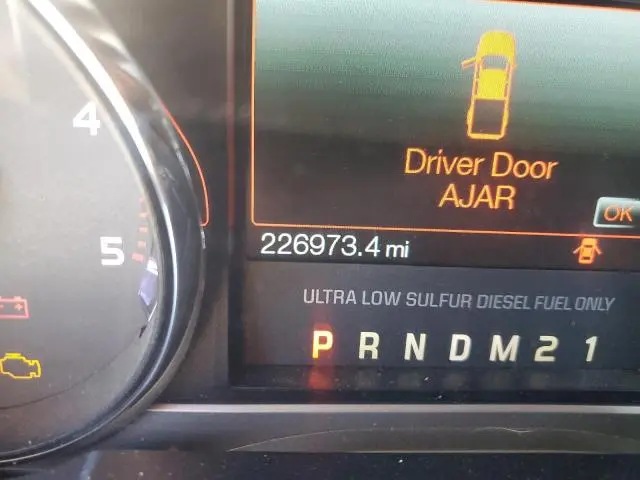 4
5
Driver Door
AJAR
OK
226973.4 mi
ULTRA LOW SULFUR DIESEL FUEL ONLY
P R N D M 2 1